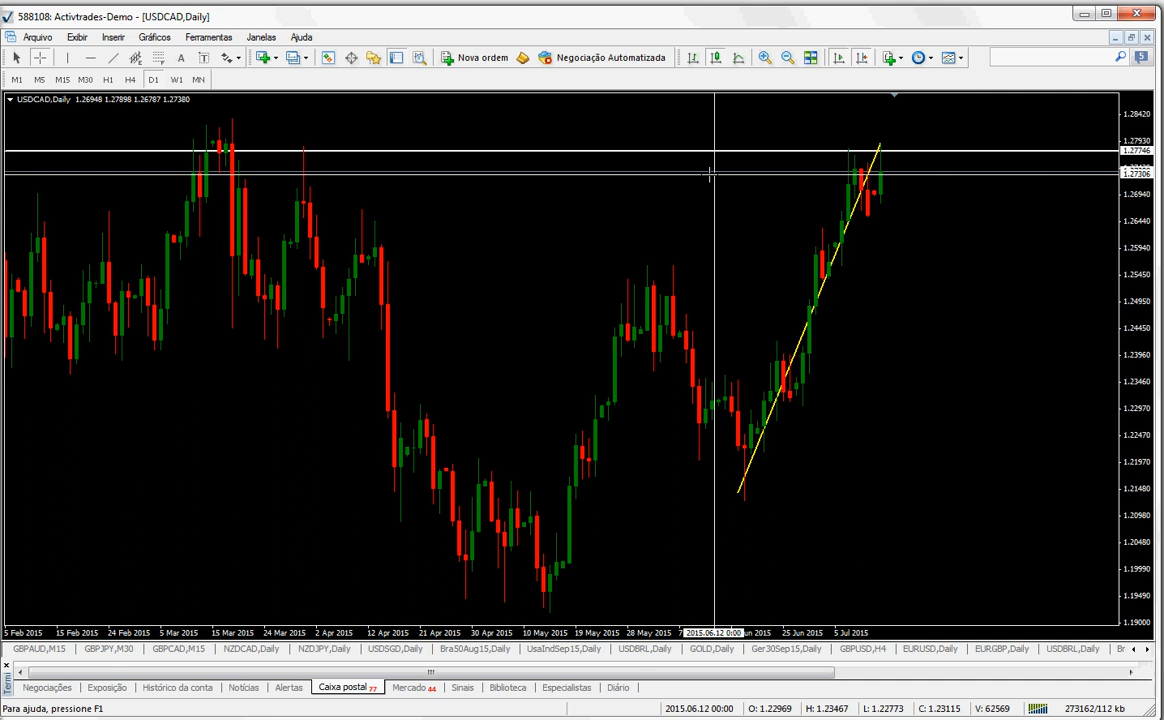 588108: Activtrades-Demo - [USDCAD,Daily]
Arquivo Exibir Inserir Gráficos Ferramentas Janelas Ajuda
A T Nova ordem Negociação Automatizada 5
M1 M5 M15 M30 H1 H4 D1 W1 MN
USDCAD,Daily 1.26948 1.27898 1.26787 1.27380
1.28420
1.27930
1.27746
1.27306
1.26940
1.26440
1.25940
1.25450
1.24950
1.24450
1.23960
1.23460
1.22970
1.22470
1.21970
1.21480
1.20980
1.20480
1.19990
1.19490
1.19000
5 Feb 2015 15 Feb 2015 24 Feb 2015 5 Mar 2015 15 Mar 2015 24 Mar 2015 2 Apr 2015 12 Apr 2015 21 Apr 2015 30 Apr 2015 10 May 2015 19 May 2015 28 May 2015 7 2015.06.12 0:00 un 2015 25 Jun 2015 5 Jul 2015
GBPAUD,M15 GBPJPY,M30 GBPCAD,M15 NZDCAD,Daily NZDJPY,Daily USDSGD,Daily Bra50Aug15,Daily UsaIndSep15,Daily USDBRL,Daily GOLD,Daily Ger30Sep15,Daily GBPUSD,H4 EURUSD,Daily EURGBP,Daily USDBRL,Daily Br
Termi
Negociações Exposição Histórico da conta Notícias Alertas Caixa postal 77 Mercado 44 Sinais Biblioteca Especialistas Diário
Para ajuda, pressione F1 2015.06.12 00:00 O: 1.22969 H: 1.23467 L: 1.22773 C: 1.23115 V: 62569 273162/112 kb